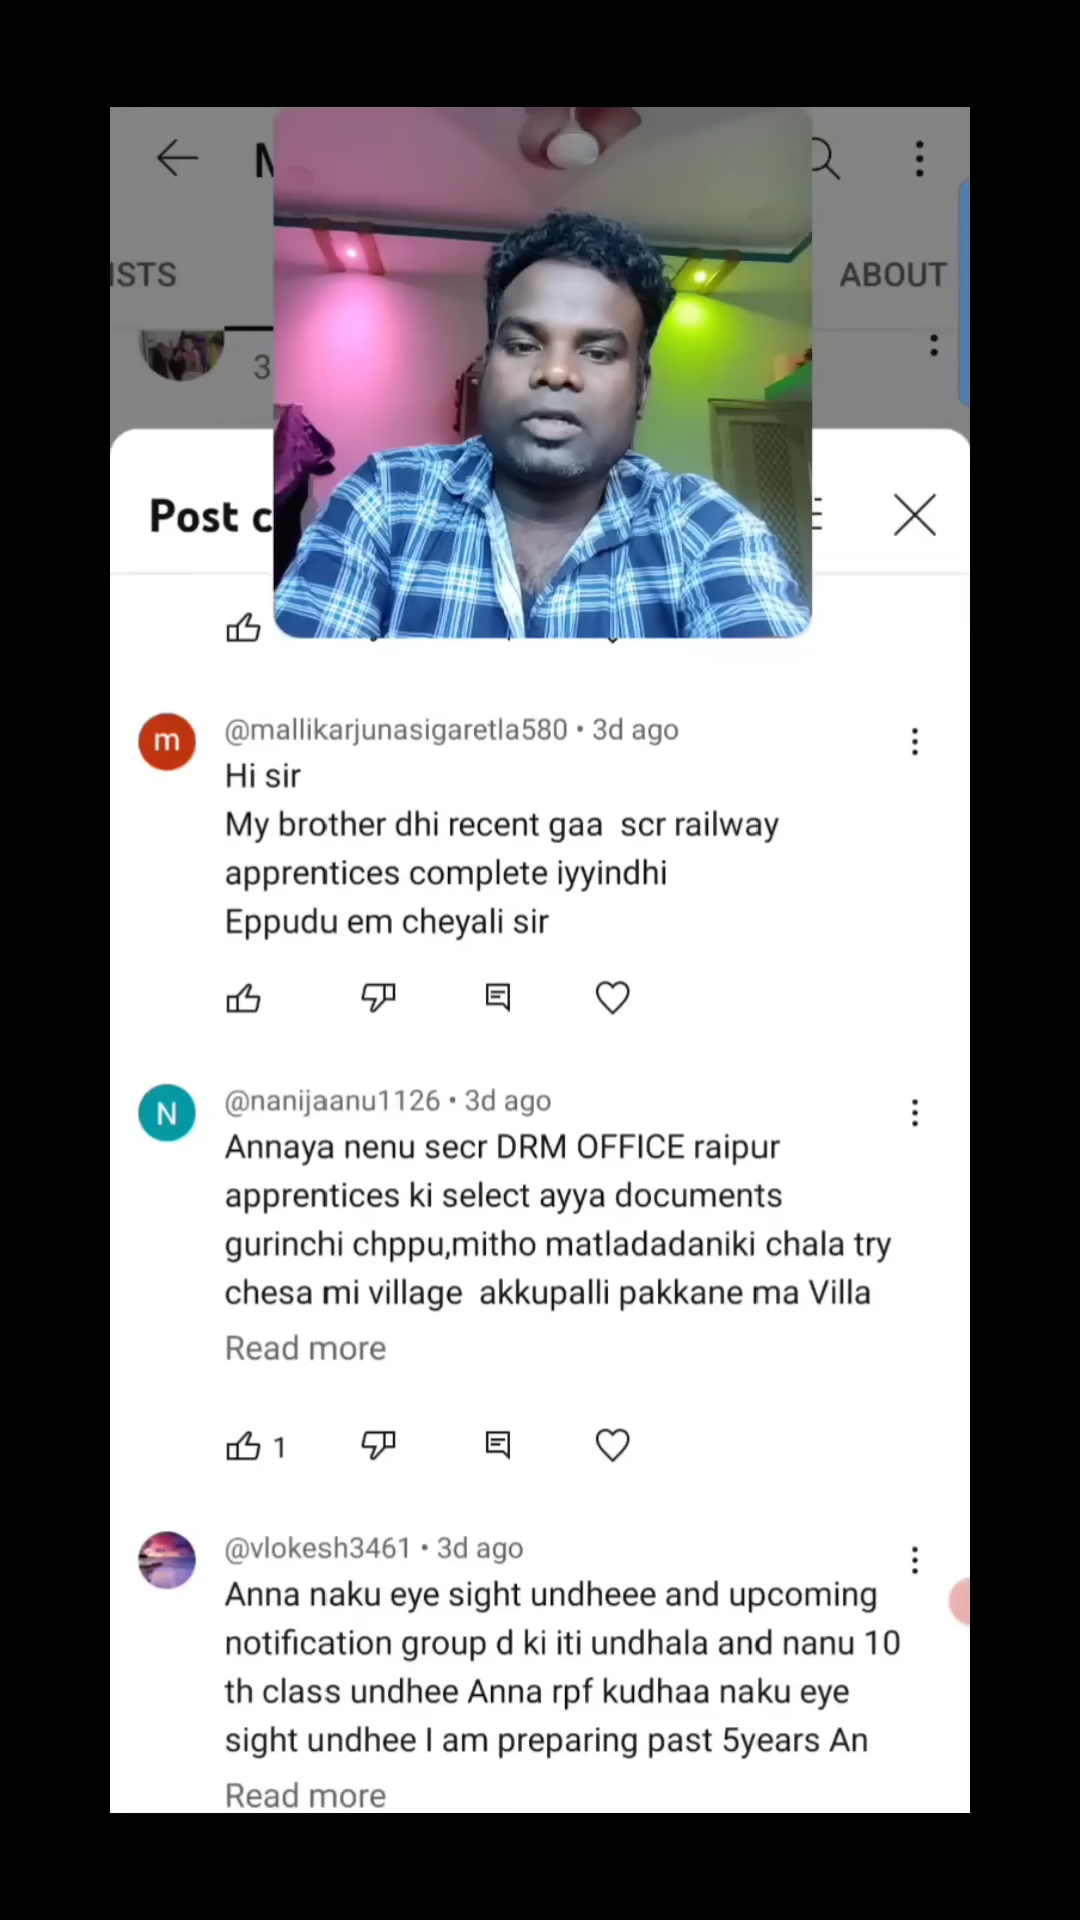 ISTS
ABOUT
3
Post c
@mallikarjunasigaretla580 • 3d ago
m
Hi sir
My brother dhi recent gaa scr railway
apprentices complete iyyindhi
Eppudu em cheyali sir
@nanijaanu1126 • 3d ago
N
Annaya nenu secr DRM OFFICE raipur
apprentices ki select ayya documents
gurinchi chppu,mitho matladadaniki chala try
chesa mi village akkupalli pakkane ma Villa
Read more
1
@vlokesh3461 • 3d ago
Anna naku eye sight undheee and upcoming
notification group d ki iti undhala and nanu 10
th class undhee Anna rpf kudhaa naku eye
sight undhee I am preparing past 5years An
Read more